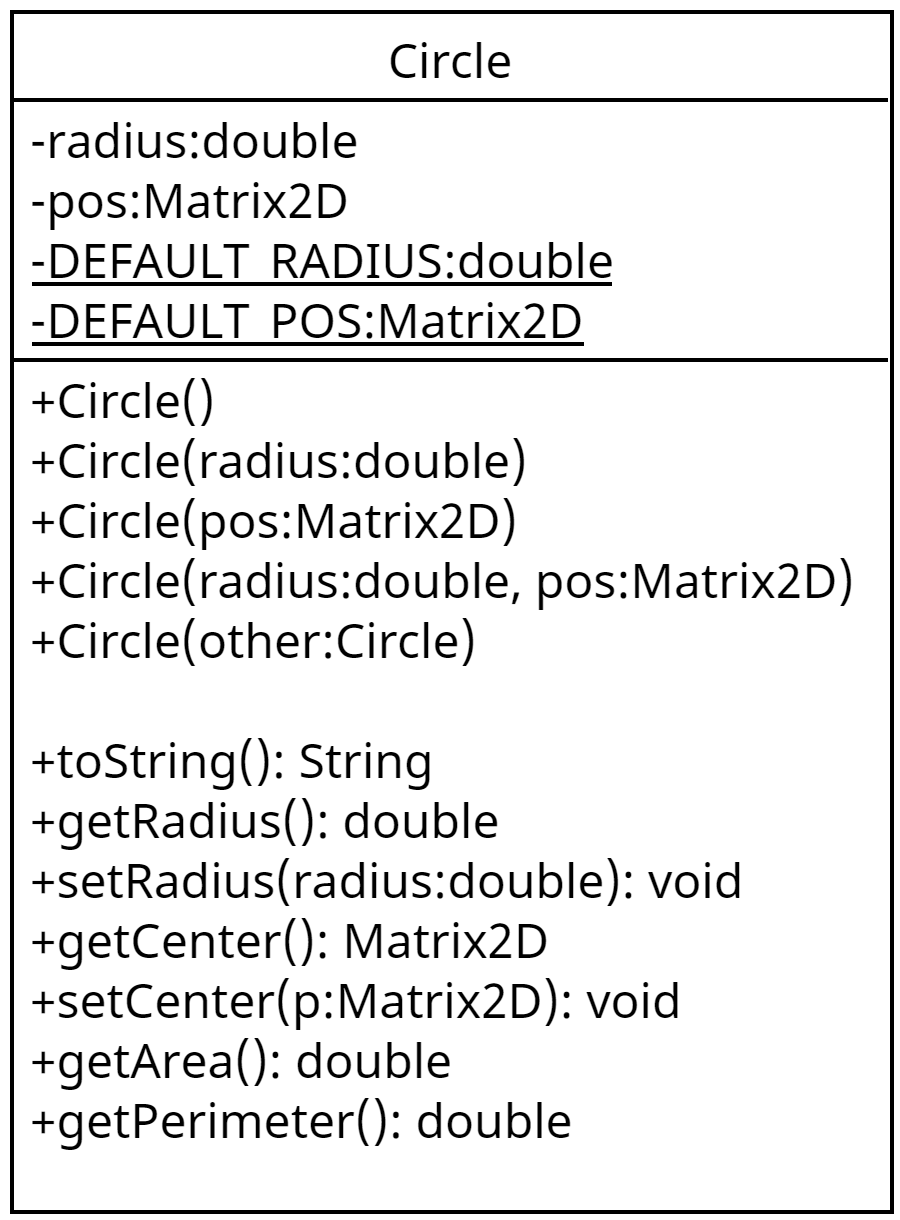 Circle
-radius:double
-pos:Matrix2D
-DEFAULT_RADIUS:double
-DEFAULT_POS:Matrix2D
+Circle()
+Circle(radius:double)
+Circle(pos:Matrix2D)
+Circle(radius:double, pos:Matrix2D)
+Circle(other:Circle)
+toString(): String
+getRadius(): double
+setRadius(radius:double): void
+getCenter(): Matrix2D
+setCenter(p:Matrix2D): void
+getArea(): double
+getPerimeter(): double